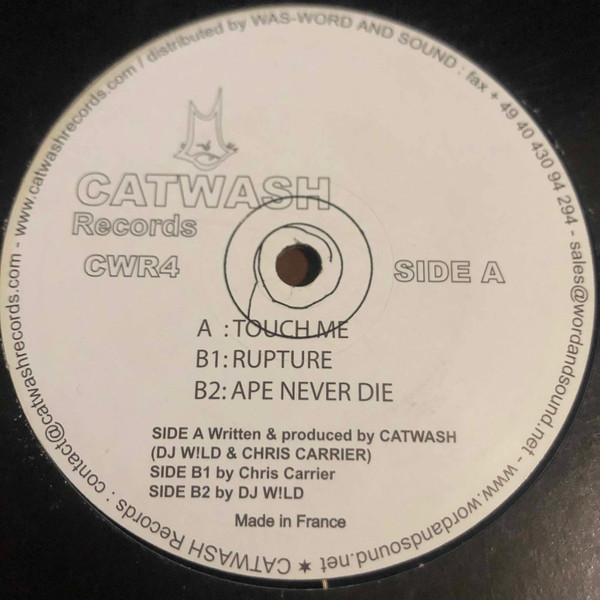 CATWASH
Records
CWR4
SIDE A
A : TOUCH ME
B1: RUPTURE
B2: APE NEVER DIE
SIDE A Written & produced by CATWASH
(DJ W!LD & CHRIS CARRIER)
SIDE B1 by Chris Carrier
SIDE B2 by DJ W!LD
Made in France
★ CATWASH Records : contact@catwashrecords.com - www.catwashrecords.com / distributed by WAS-WORD AND SOUND : fax + 49 40 430 94 294 - sales@wordandsound.net - www.wordandsound.net